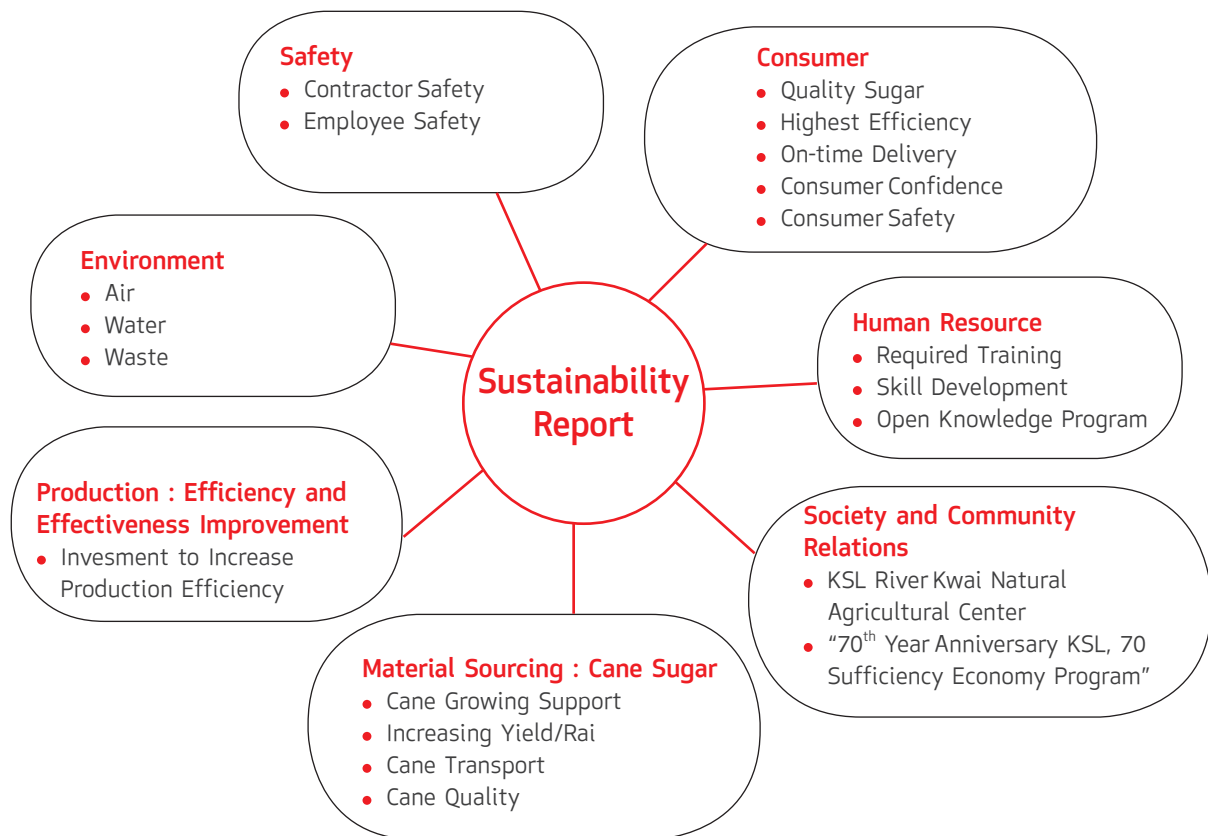 Safety
• Contractor Safety
• Employee Safety
Consumer
• Quality Sugar
• Highest Efficiency
• On-time Delivery
• Consumer Confidence
• Consumer Safety
Environment
• Air
• Water
• Waste
Human Resource
• Required Training
• Skill Development
• Open Knowledge Program
Sustainability
Report
Production : Efficiency and
Effectiveness Improvement
• Invesment to Increase
Production Efficiency
Society and Community
Relations
• KSL River Kwai Natural
Agricultural Center
• “70th Year Anniversary KSL, 70
Sufficiency Economy Program”
Material Sourcing : Cane Sugar
• Cane Growing Support
• Increasing Yield/Rai
• Cane Transport
• Cane Quality